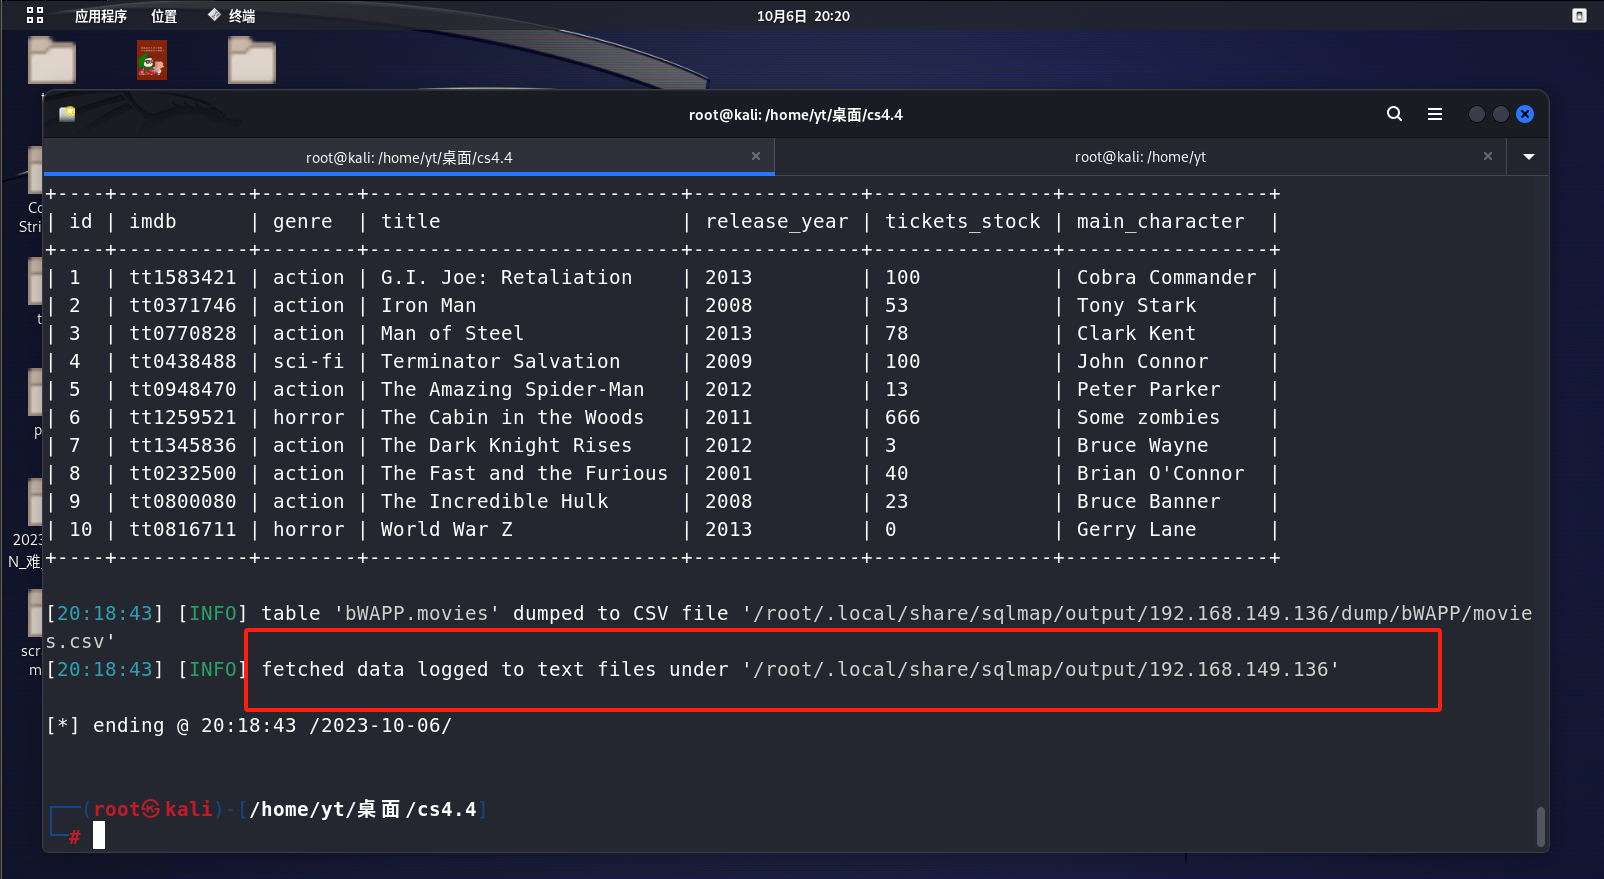 应用程序 位置 终端 10月6日 20:20
root@kali: /home/yt/桌面/cs4.4
root@kali: /home/yt/桌面/cs4.4 × root@kali: /home/yt ×
+----+-----------+--------+--------------------------+--------------+---------------+-----------------+
| id | imdb | genre | title | release_year | tickets_stock | main_character |
+----+-----------+--------+--------------------------+--------------+---------------+-----------------+
| 1 | tt1583421 | action | G.I. Joe: Retaliation | 2013 | 100 | Cobra Commander |
| 2 | tt0371746 | action | Iron Man | 2008 | 53 | Tony Stark |
| 3 | tt0770828 | action | Man of Steel | 2013 | 78 | Clark Kent |
| 4 | tt0438488 | sci-fi | Terminator Salvation | 2009 | 100 | John Connor |
| 5 | tt0948470 | action | The Amazing Spider-Man | 2012 | 13 | Peter Parker |
| 6 | tt1259521 | horror | The Cabin in the Woods | 2011 | 666 | Some zombies |
| 7 | tt1345836 | action | The Dark Knight Rises | 2012 | 3 | Bruce Wayne |
| 8 | tt0232500 | action | The Fast and the Furious | 2001 | 40 | Brian O'Connor |
| 9 | tt0800080 | action | The Incredible Hulk | 2008 | 23 | Bruce Banner |
| 10 | tt0816711 | horror | World War Z | 2013 | 0 | Gerry Lane |
+----+-----------+--------+--------------------------+--------------+---------------+-----------------+
[20:18:43] [INFO] table 'bWAPP.movies' dumped to CSV file '/root/.local/share/sqlmap/output/192.168.149.136/dump/bWAPP/movie
s.csv'
[20:18:43] [INFO] fetched data logged to text files under '/root/.local/share/sqlmap/output/192.168.149.136'
[*] ending @ 20:18:43 /2023-10-06/
(root㉿kali)-[/home/yt/桌面/cs4.4]
#
Co
Stri
t
p
2023
N_难
scr
m